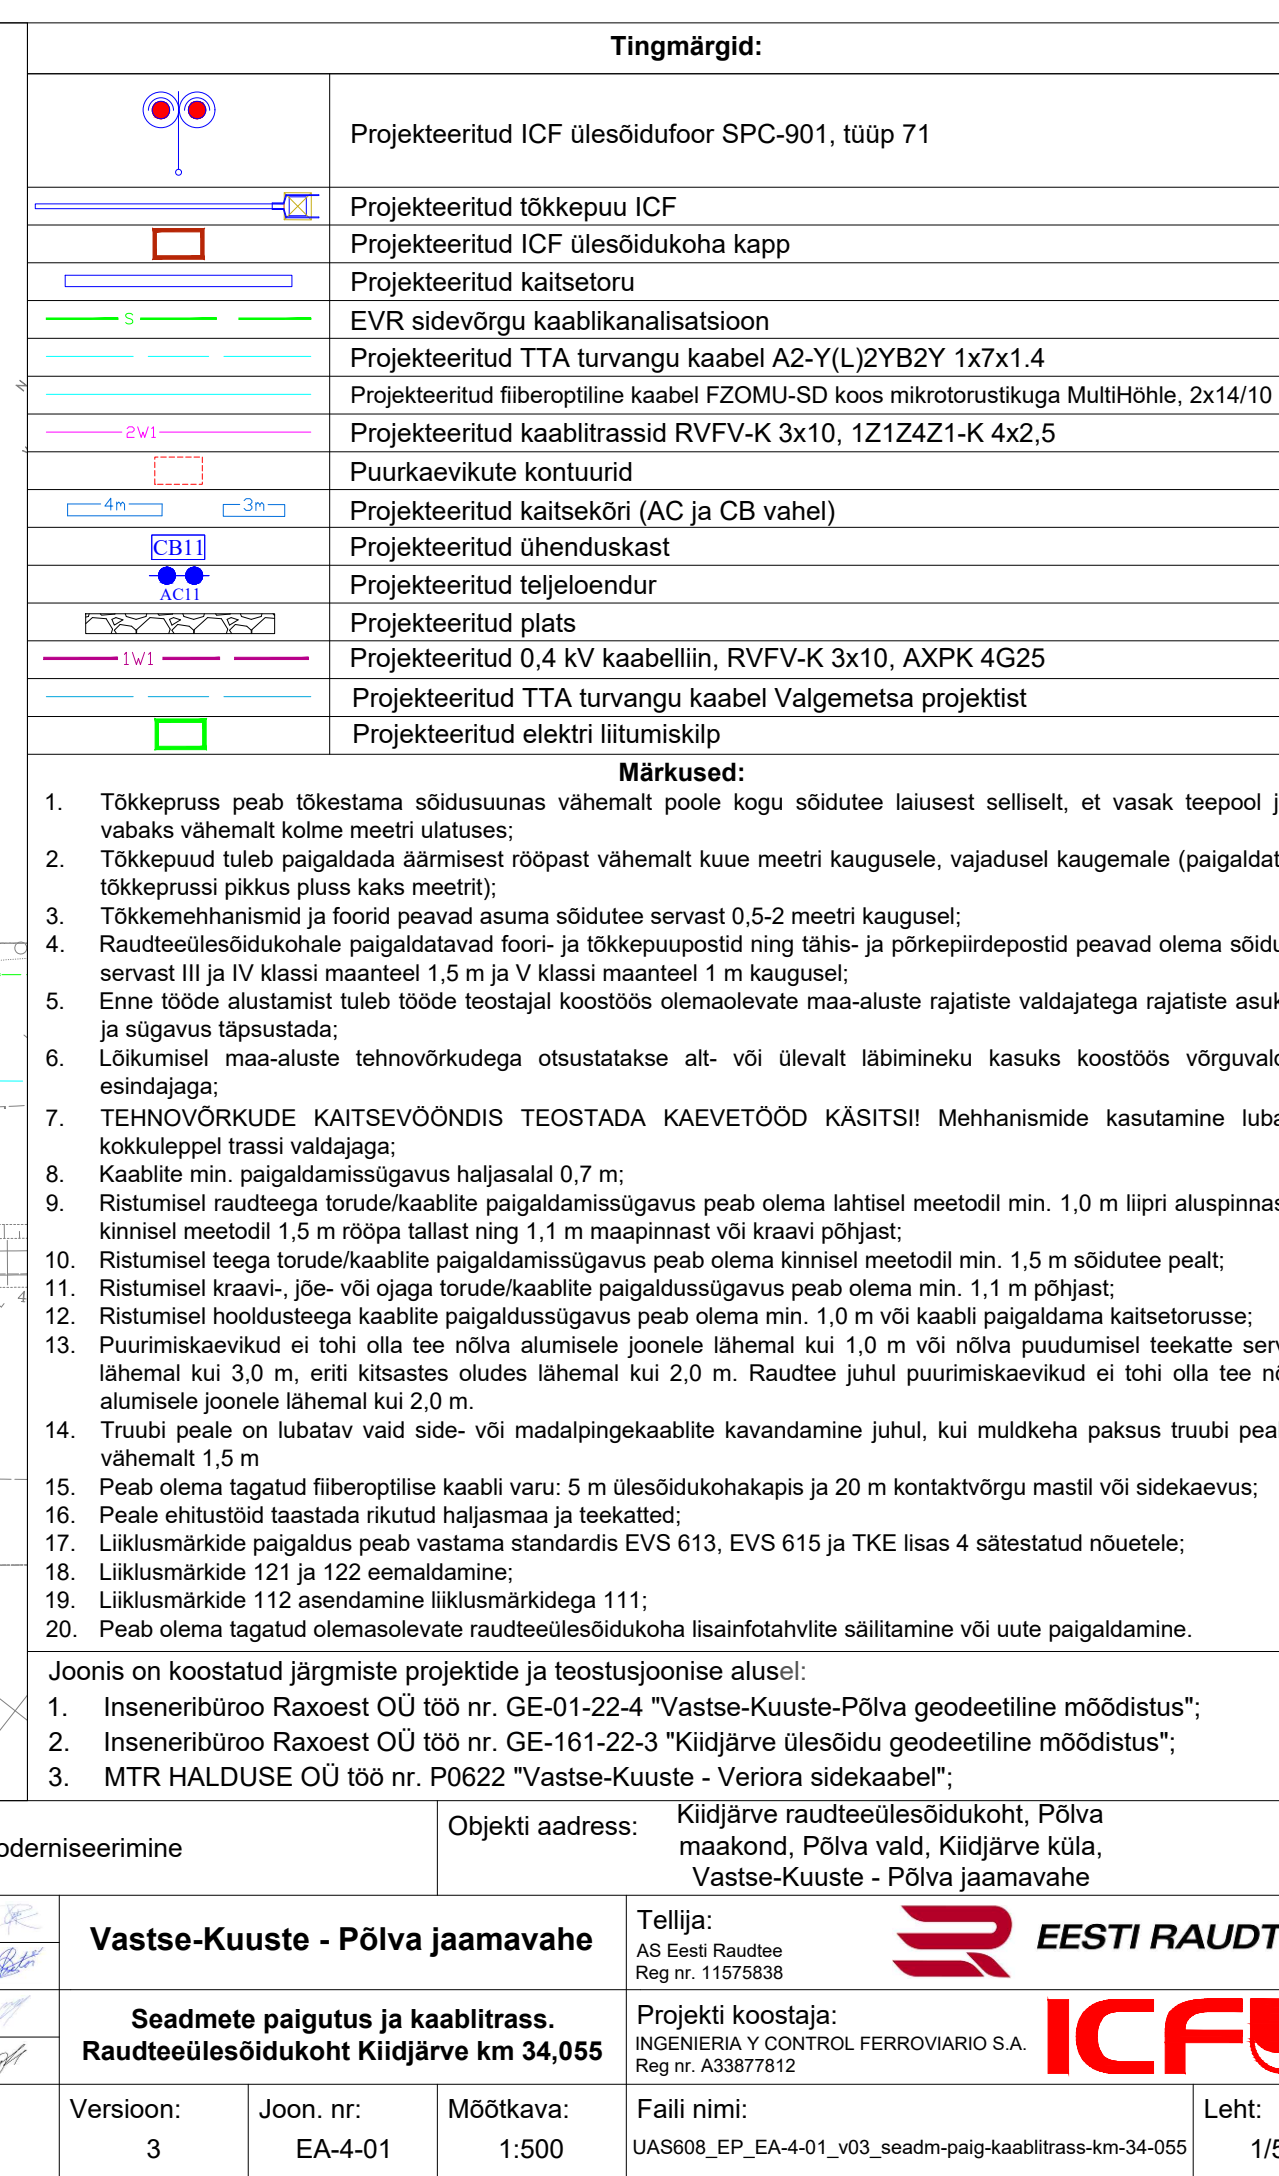 Tingmärgid:
Projekteeritud ICF ülesõidufoor SPC-901, tüüp 71
Projekteeritud tõkkepuu ICF
Projekteeritud ICF ülesõidukoha kapp
Projekteeritud kaitsetoru
S
EVR sidevõrgu kaablikanalisatsioon
Projekteeritud TTA turvangu kaabel A2-Y(L)2YB2Y 1x7x1.4
Projekteeritud fiiberoptiline kaabel FZOMU-SD koos mikrotorustikuga MultiHöhle, 2x14/10
2W1
Projekteeritud kaablitrassid RVFV-K 3x10, 1Z1Z4Z1-K 4x2,5
Puurkaevikute kontuurid
4m 3m
Projekteeritud kaitsekõri (AC ja CB vahel)
CB11
Projekteeritud ühenduskast
AC11
Projekteeritud teljeloendur
Projekteeritud plats
1W1
Projekteeritud 0,4 kV kaabelliin, RVFV-K 3x10, AXPK 4G25
Projekteeritud TTA turvangu kaabel Valgemetsa projektist
Projekteeritud elektri liitumiskilp
Märkused:
1. Tõkkepruss peab tõkestama sõidusuunas vähemalt poole kogu sõidutee laiusest selliselt, et vasak teepool
vabaks vähemalt kolme meetri ulatuses;
2. Tõkkepuud tuleb paigaldada äärmisest rööpast vähemalt kuue meetri kaugusele, vajadusel kaugemale (paigaldat
tõkkeprussi pikkus pluss kaks meetrit);
3. Tõkkemehhanismid ja foorid peavad asuma sõidutee servast 0,5-2 meetri kaugusel;
4. Raudteeülesõidukohale paigaldatavad foori- ja tõkkepuupostid ning tähis- ja põrkepiirdepostid peavad olema sõidu
servast III ja IV klassi maanteel 1,5 m ja V klassi maanteel 1 m kaugusel;
5. Enne tööde alustamist tuleb tööde teostajal koostöös olemaolevate maa-aluste rajatiste valdajatega rajatiste asuk
ja sügavus täpsustada;
6. Lõikumisel maa-aluste tehnovõrkudega otsustatakse alt- või ülevalt läbimineku kasuks koostöös võrguvald
esindajaga;
7. TEHNOVÕRKUDE KAITSEVÖÖNDIS TEOSTADA KAEVETÖÖD KÄSITSI! Mehhanismide kasutamine luba
kokkuleppel trassi valdajaga;
8. Kaablite min. paigaldamissügavus haljasalal 0,7 m;
9. Ristumisel raudteega torude/kaablite paigaldamissügavus peab olema lahtisel meetodil min. 1,0 m liipri aluspinnas
kinnisel meetodil 1,5 m rööpa tallast ning 1,1 m maapinnast või kraavi põhjast;
10. Ristumisel teega torude/kaablite paigaldamissügavus peab olema kinnisel meetodil min. 1,5 m sõidutee pealt;
11. Ristumisel kraavi-, jõe- või ojaga torude/kaablite paigaldussügavus peab olema min. 1,1 m põhjast;
12. Ristumisel hooldusteega kaablite paigaldussügavus peab olema min. 1,0 m või kaabli paigaldama kaitsetorusse;
13. Puurimiskaevikud ei tohi olla tee nõlva alumisele joonele lähemal kui 1,0 m või nõlva puudumisel teekatte serv
lähemal kui 3,0 m, eriti kitsastes oludes lähemal kui 2,0 m. Raudtee juhul puurimiskaevikud ei tohi olla tee nõ
alumisele joonele lähemal kui 2,0 m.
14. Truubi peale on lubatav vaid side- või madalpingekaablite kavandamine juhul, kui muldkeha paksus truubi peal
vähemalt 1,5 m
15. Peab olema tagatud fiiberoptilise kaabli varu: 5 m ülesõidukohakapis ja 20 m kontaktvõrgu mastil või sidekaevus;
16. Peale ehitustöid taastada rikutud haljasmaa ja teekatted;
17. Liiklusmärkide paigaldus peab vastama standardis EVS 613, EVS 615 ja TKE lisas 4 sätestatud nõuetele;
18. Liiklusmärkide 121 ja 122 eemaldamine;
19. Liiklusmärkide 112 asendamine liiklusmärkidega 111;
20. Peab olema tagatud olemasolevate raudteeülesõidukoha lisainfotahvlite säilitamine või uute paigaldamine.
Joonis on koostatud järgmiste projektide ja teostusjoonise alusel:
1. Inseneribüroo Raxoest OÜ töö nr. GE-01-22-4 "Vastse-Kuuste-Põlva geodeetiline mõõdistus";
2. Inseneribüroo Raxoest OÜ töö nr. GE-161-22-3 "Kiidjärve ülesõidu geodeetiline mõõdistus";
3. MTR HALDUSE OÜ töö nr. P0622 "Vastse-Kuuste - Veriora sidekaabel";
oderniseerimine
Objekti aadress: Kiidjärve raudteeülesõidukoht, Põlva
maakond, Põlva vald, Kiidjärve küla,
Vastse-Kuuste - Põlva jaamavahe
Vastse-Kuuste - Põlva jaamavahe
Tellija:
AS Eesti Raudtee
Reg nr. 11575838
EESTI RAUDT
Seadmete paigutus ja kaablitrass.
Raudteeülesõidukoht Kiidjärve km 34,055
Projekti koostaja:
INGENIERIA Y CONTROL FERROVIARIO S.A.
Reg nr. A33877812
ICF
Versioon:
3
Joon. nr:
EA-4-01
Mõõtkava:
1:500
Faili nimi:
UAS608_EP_EA-4-01_v03_seadm-paig-kaablitrass-km-34-055
Leht:
1/5